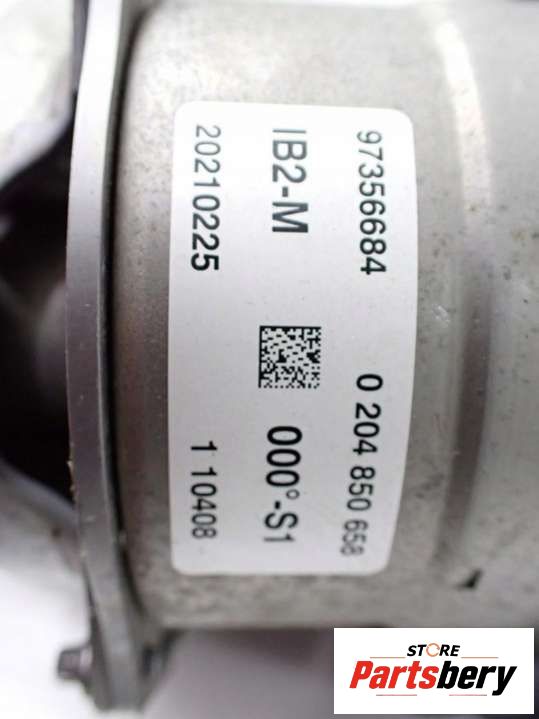 97356684 0 204 850 658
IB2-M 000°-S1
20210225 1 10408
STORE
Partsbery